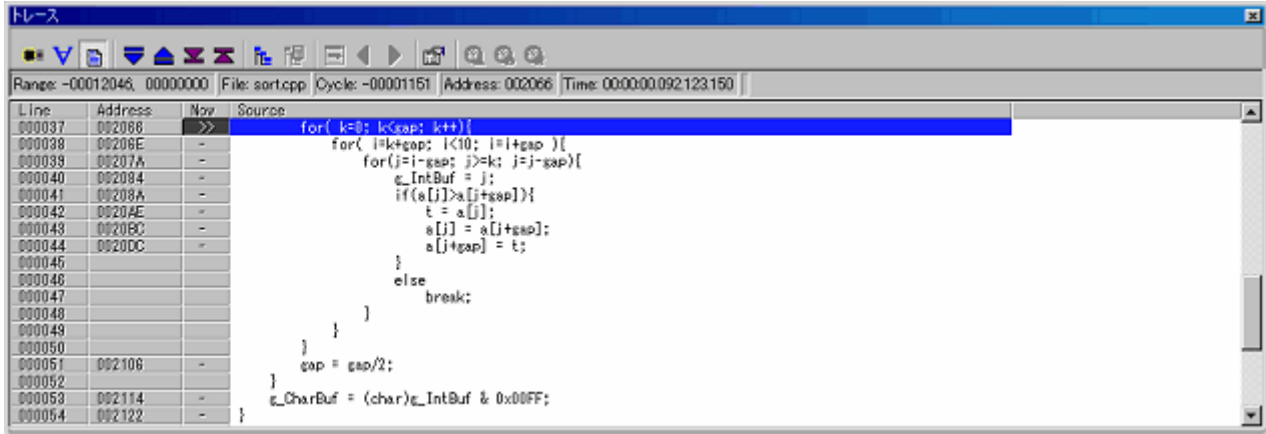 トレース
Range: -00012046, 00000000 File: sort.cpp Cycle: -00001151 Address: 002066 Time: 00:00:00.092.123.150
Line Address Now Source
000037 002066 >> for( k=0; k<gap; k++){
000038 00206E - for( i=k+gap; i<10; i=i+gap ){
000039 00207A - for(j=i-gap; j>=k; j=j-gap){
000040 002084 - g_IntBuf = j;
000041 00208A - if(a[j]>a[j+gap]){
000042 0020AE - t = a[j];
000043 0020BC - a[j] = a[j+gap];
000044 0020DC - a[j+gap] = t;
000045 }
000046 else
000047 break;
000048 }
000049 }
000050 }
000051 002106 - gap = gap/2;
000052 }
000053 002114 - g_CharBuf = (char)g_IntBuf & 0x00FF;
000054 002122 - }